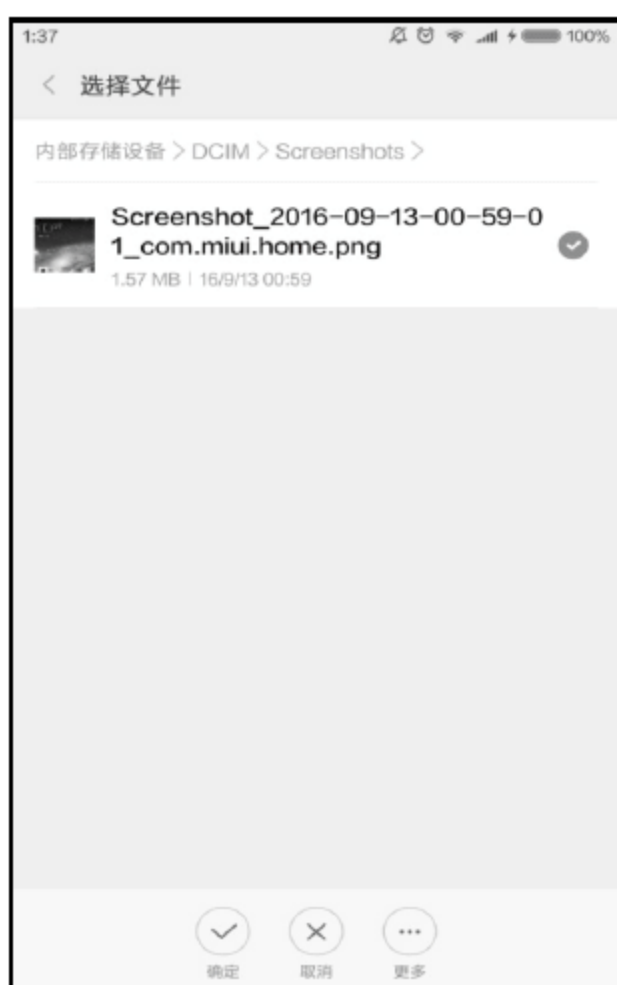 1:37
100%
选择文件
内部存储设备 > DCIM > Screenshots >
Screenshot_2016-09-13-00-59-0
1_com.miui.home.png
1.57 MB | 16/9/13 00:59
确定 取消 更多